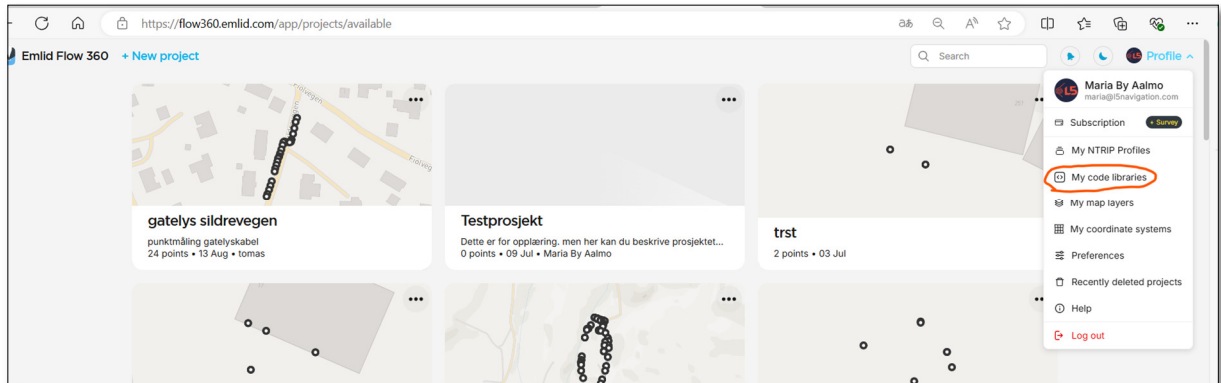 https://flow360.emlid.com/app/projects/available
Emlid Flow 360
+ New project
Search
Profile
L5
Maria By Aalmo
maria@l5navigation.com
Subscription
+ Survey
My NTRIP Profiles
My code libraries
My map layers
My coordinate systems
Preferences
Recently deleted projects
Help
Log out
Fiolvegen
Fiolveg
gatelys sildrevegen
punktmåling gatelyskabel
24 points • 13 Aug • tomas
Testprosjekt
Dette er for opplæring. men her kan du beskrive prosjektet...
0 points • 09 Jul • Maria By Aalmo
trst
2 points • 03 Jul